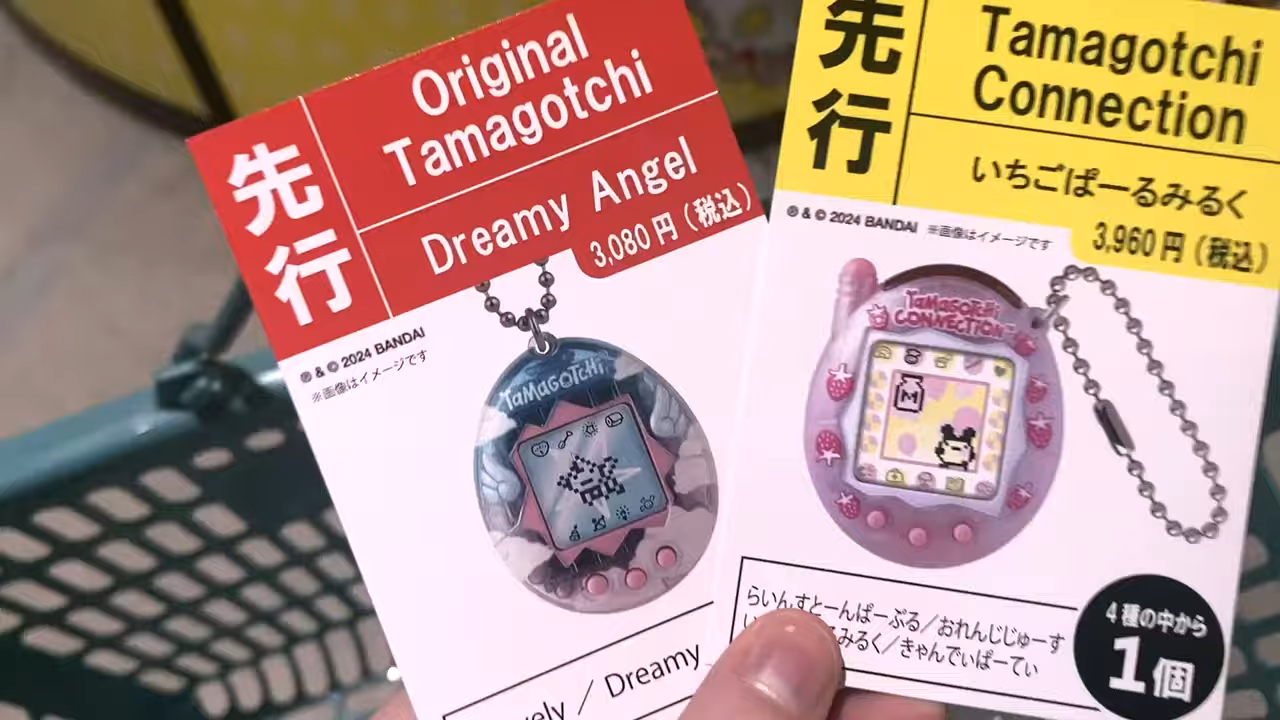 先行
Original
Tamagotchi
Dreamy Angel
3,080円(税込)
®&© 2024 BANDAI
※画像はイメージです
TAMAGOTCHI
vely / Dreamy
先行
Tamagotchi
Connection
いちごぱーるみるく
3,960円(税込)
®&© 2024 BANDAI ※画像はイメージです
TAMAGOTCHI
CONNECTION
M
らいんすとーんぱーぷる/おれんじじゅーす
みるく/きゃんでぃぱーてぃ
4種の中から
1個